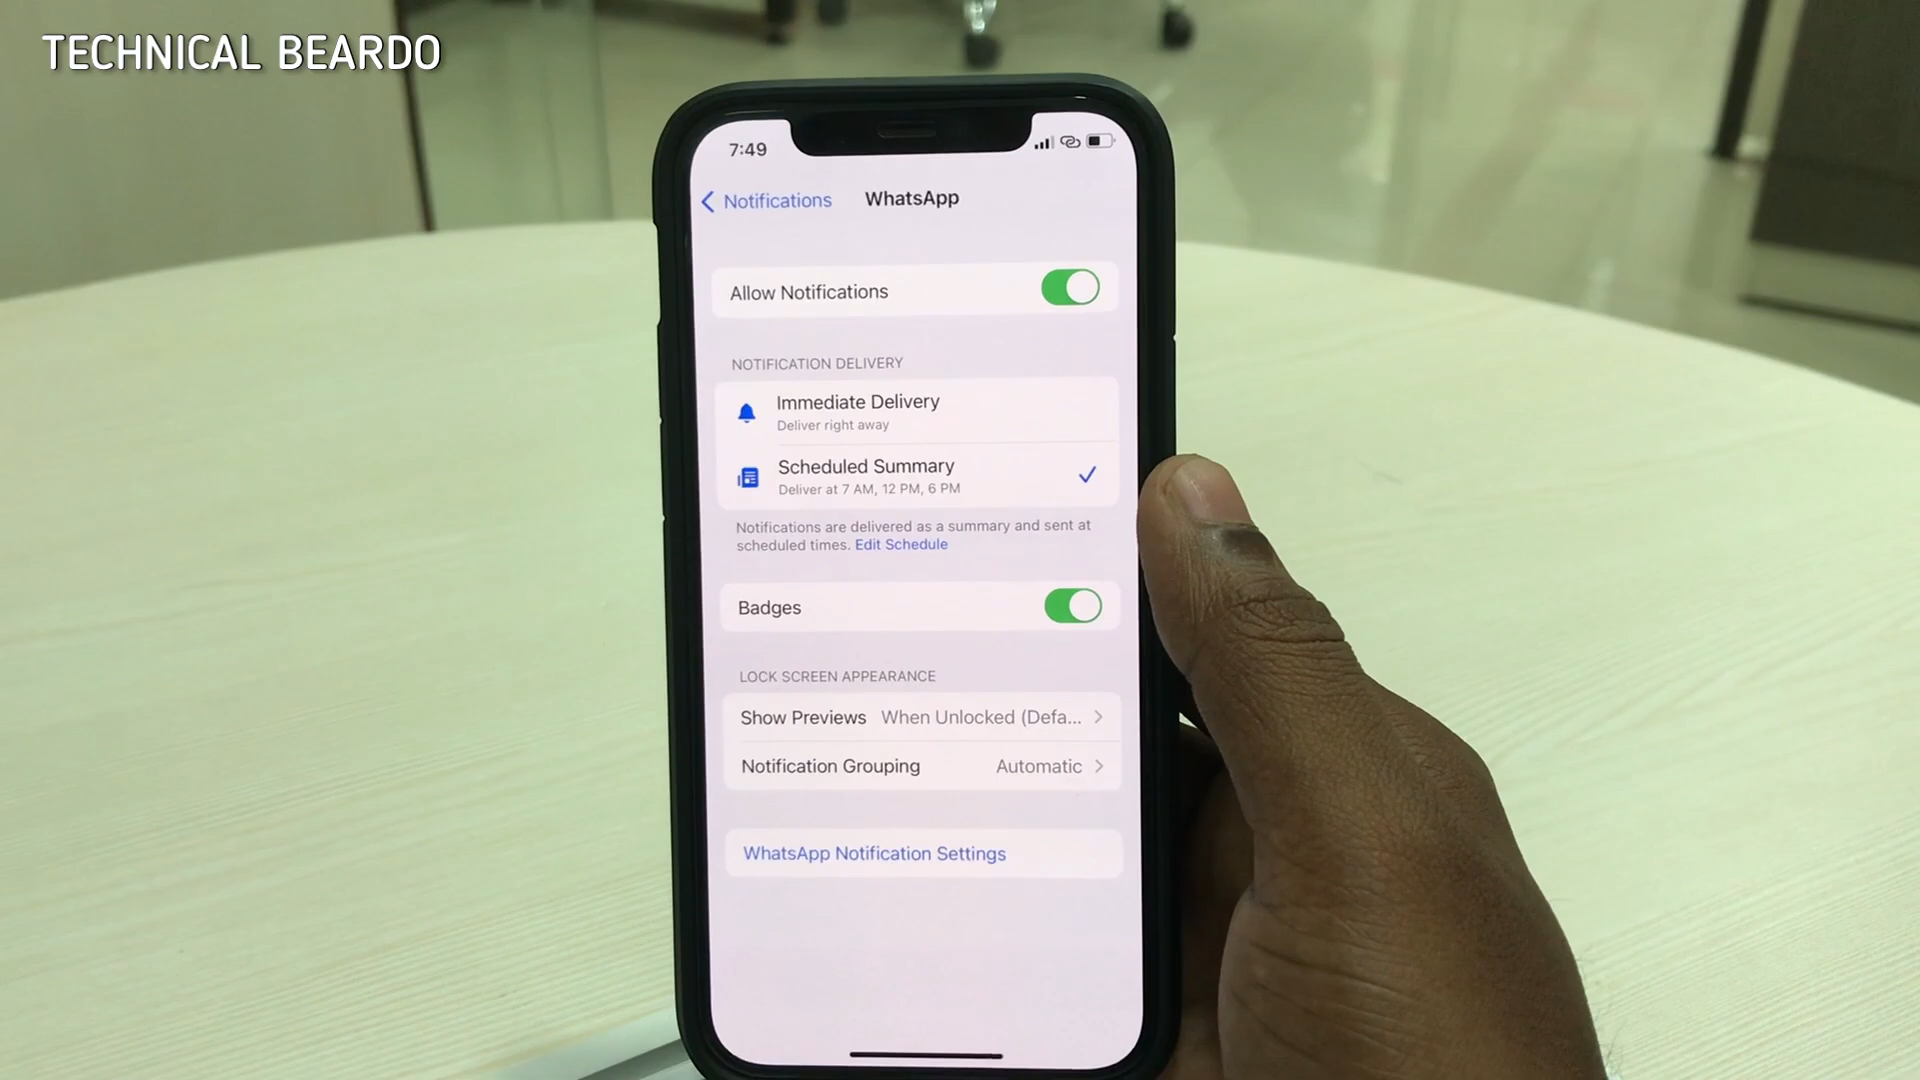 TECHNICAL BEARDO
7:49
Notifications WhatsApp
Allow Notifications
NOTIFICATION DELIVERY
Immediate Delivery
Deliver right away
Scheduled Summary
Deliver at 7 AM, 12 PM, 6 PM
Notifications are delivered as a summary and sent at
scheduled times. Edit Schedule
Badges
LOCK SCREEN APPEARANCE
Show Previews When Unlocked (Defa...
Notification Grouping Automatic
WhatsApp Notification Settings